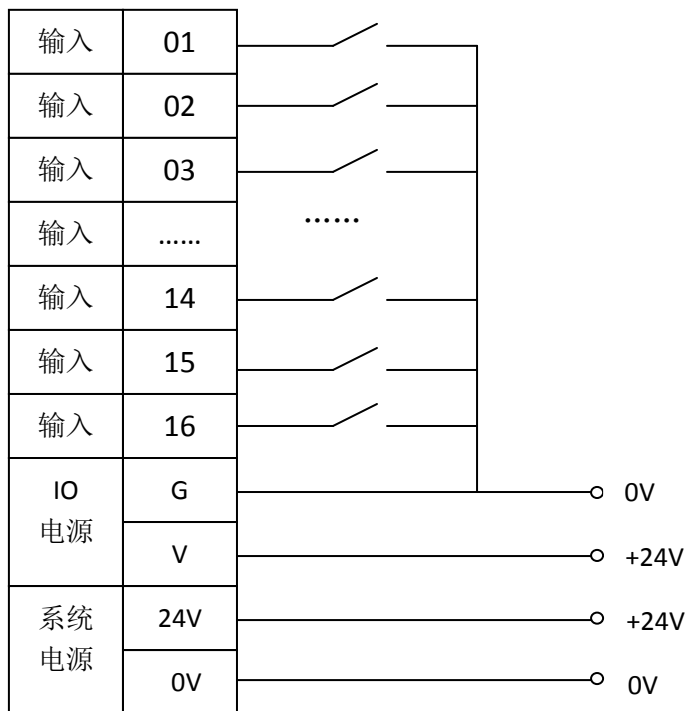 输入 01
输入 02
输入 03
输入 …… ……
输入 14
输入 15
输入 16
IO
电源
G 0V
V +24V
系统
电源
24V +24V
0V 0V